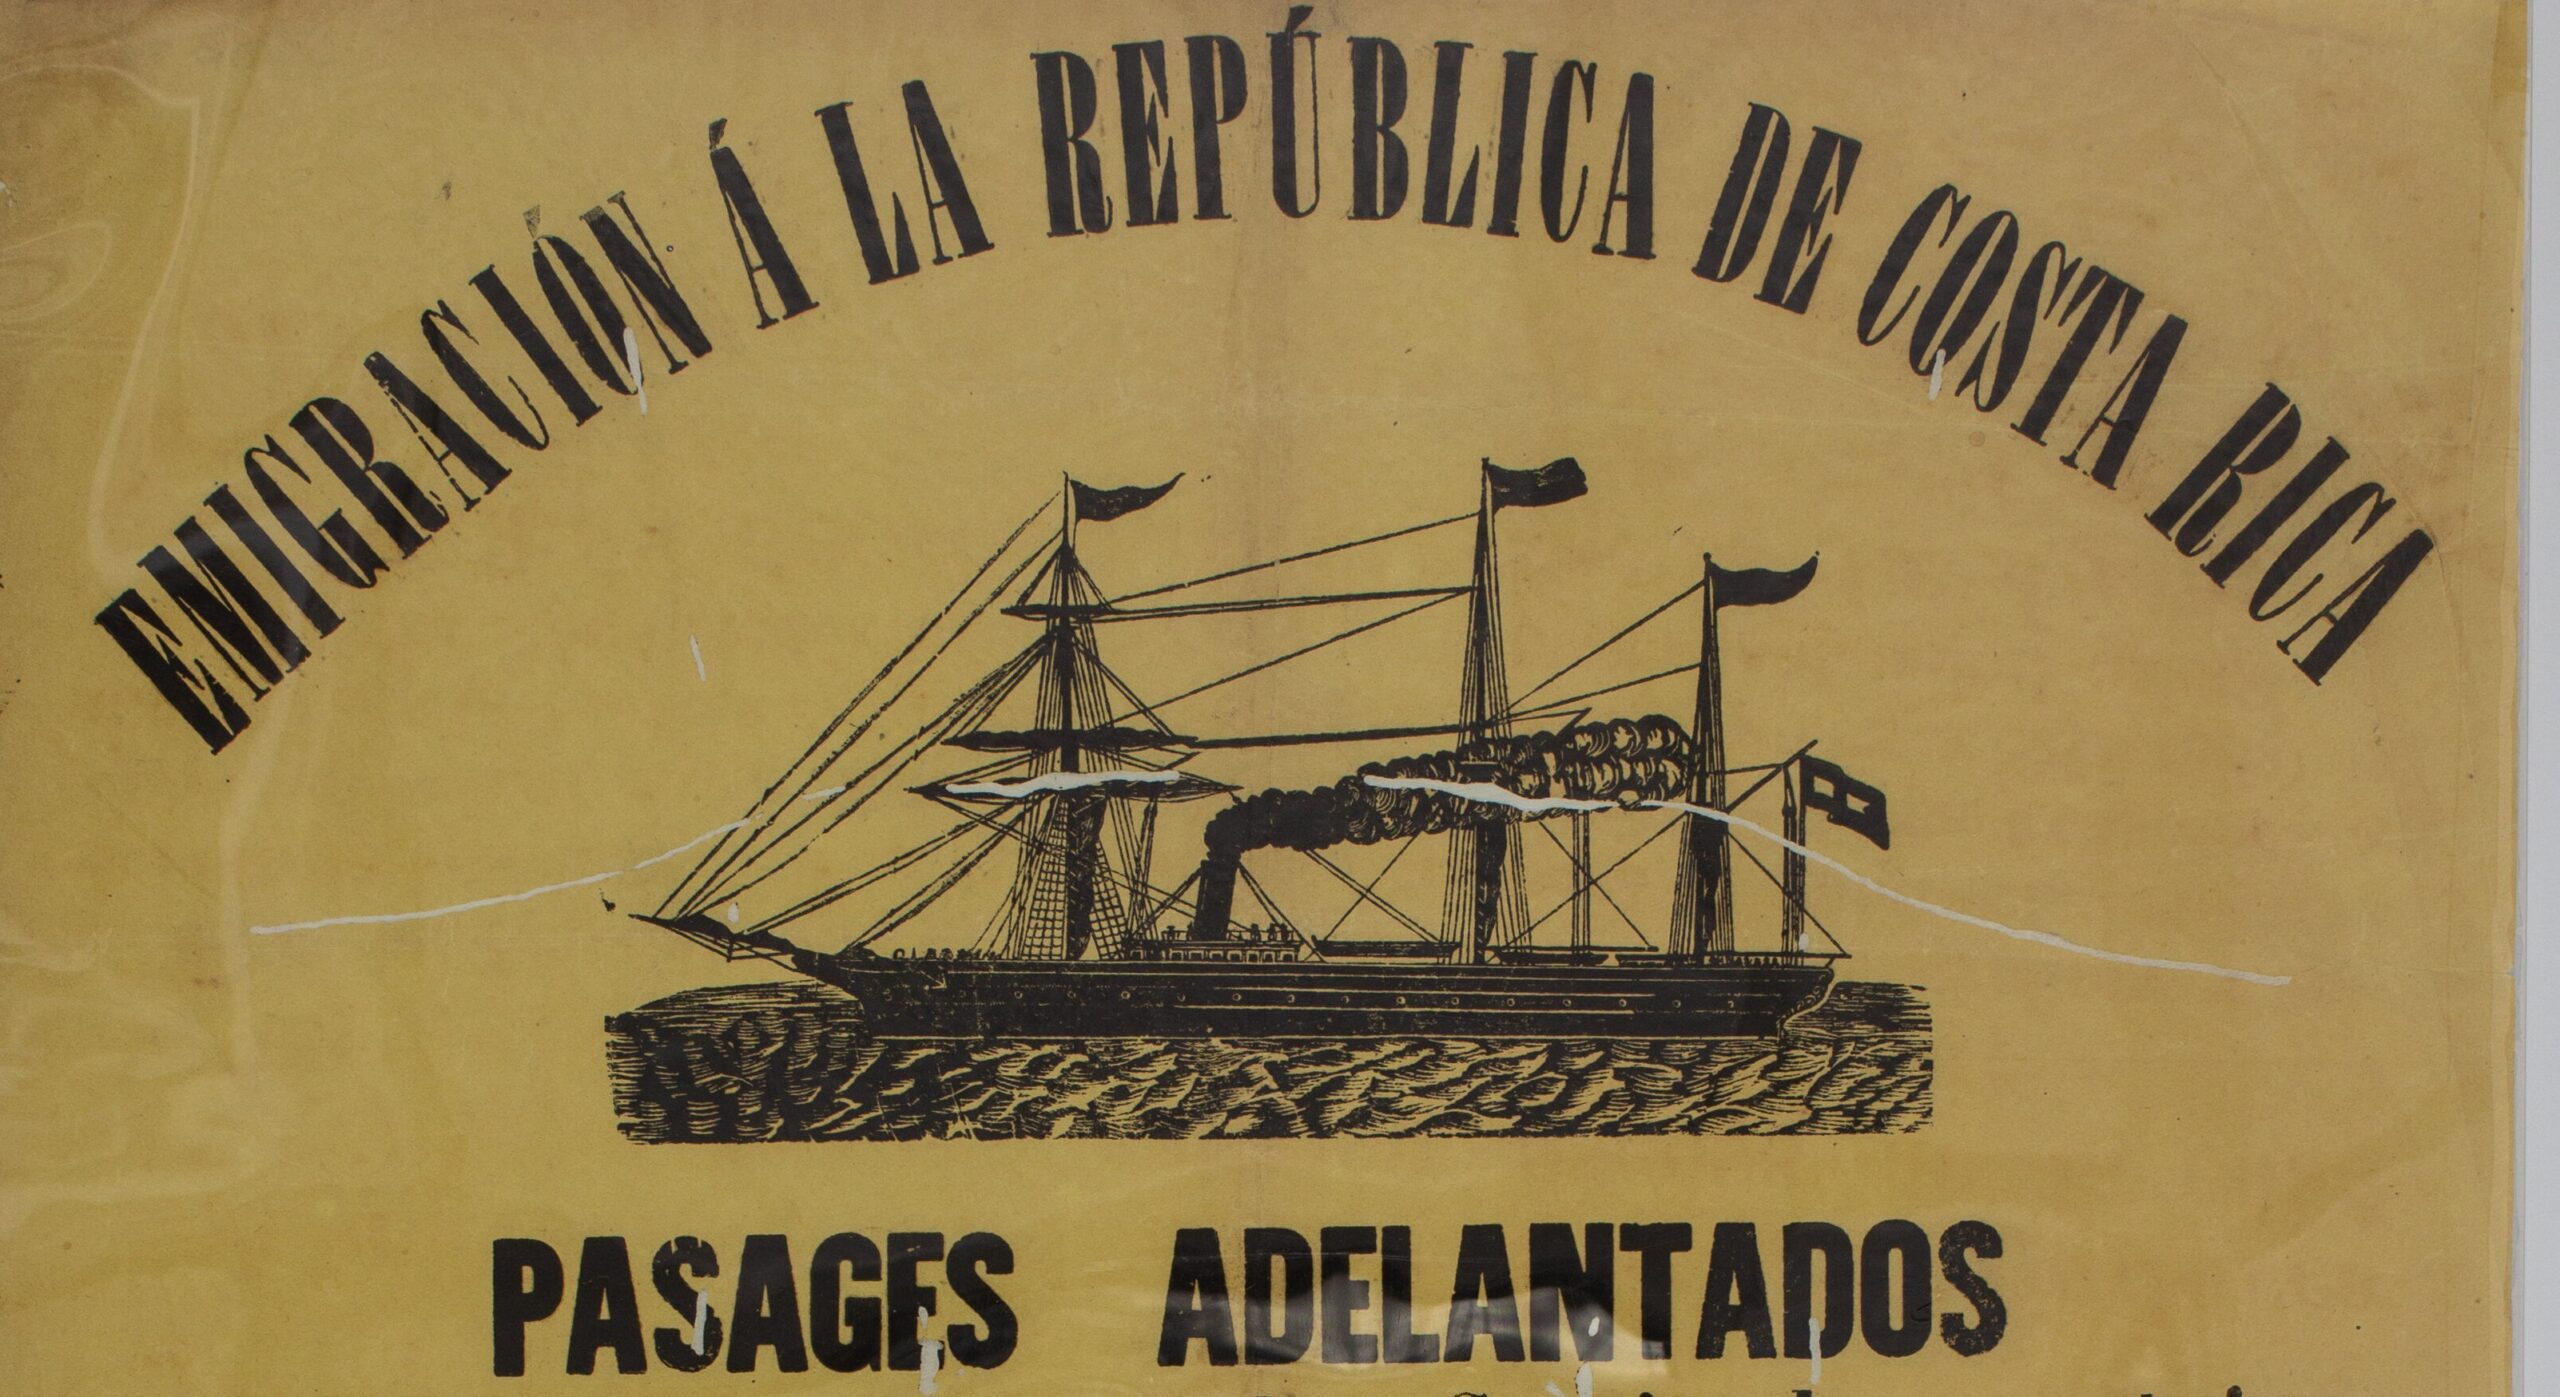 EMIGRACIÓN Á LA REPÚBLICA DE COSTA RICA
PASAGES ADELANTADOS